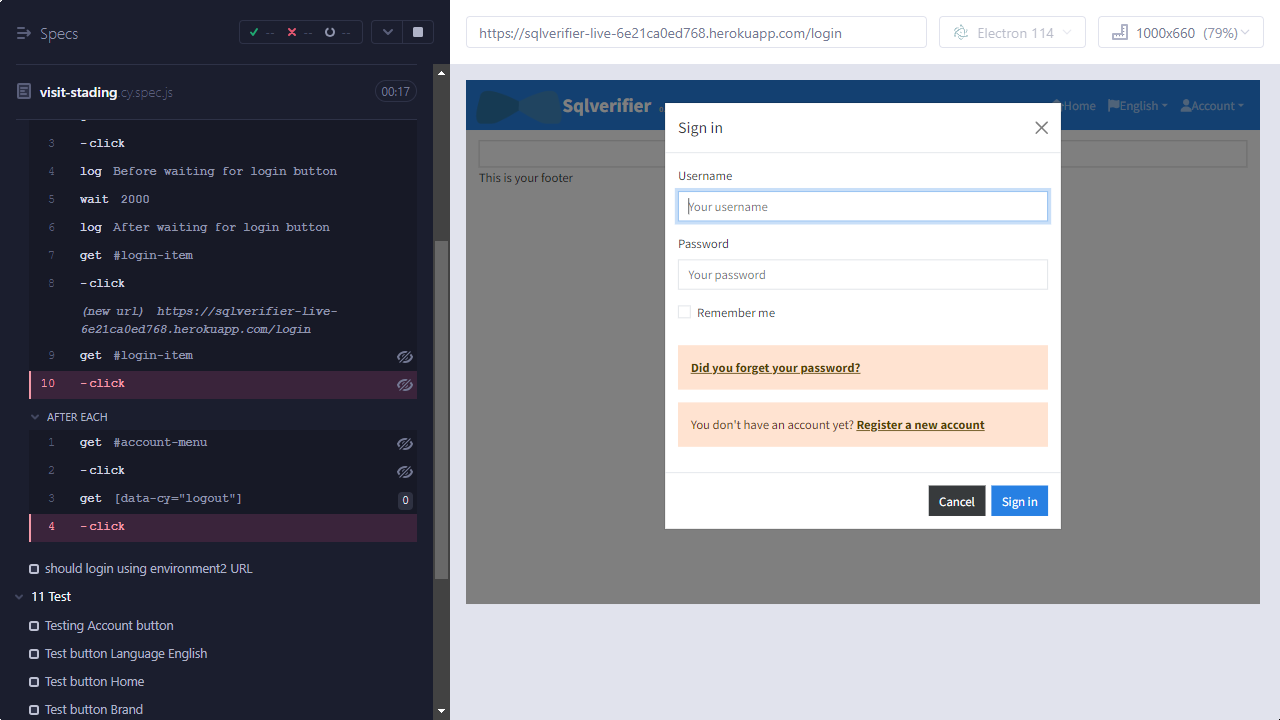 Specs
-- -- --
visit-stading.cy.spec.js 00:17
3 -click
4 log Before waiting for login button
5 wait 2000
6 log After waiting for login button
7 get #login-item
8 -click
(new url) https://sqlverifier-live-
6e21ca0ed768.herokuapp.com/login
9 get #login-item
10 -click
AFTER EACH
1 get #account-menu
2 -click
3 get [data-cy="logout"] 0
4 -click
should login using environment2 URL
11 Test
Testing Account button
Test button Language English
Test button Home
Test button Brand
https://sqlverifier-live-6e21ca0ed768.herokuapp.com/login
Electron 114
1000x660 (79%)
Sqlverifier
Home English Account
This is your footer
Sign in
Username
Your username
Password
Your password
Remember me
Did you forget your password?
You don't have an account yet? Register a new account
Cancel Sign in